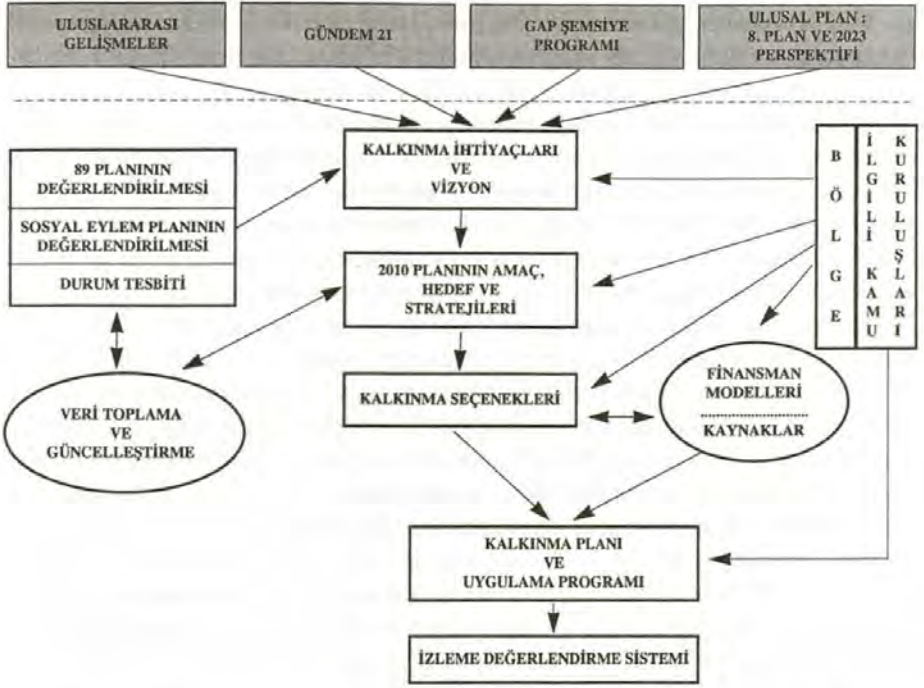 ULUSLARARASI
GELİŞMELER
GÜNDEM 21
GAP ŞEMSİYE
PROGRAMI
ULUSAL PLAN :
8. PLAN VE 2023
PERSPEKTİFİ
KALKINMA İHTİYAÇLARI
VE
VİZYON
89 PLANININ
DEĞERLENDİRİLMESİ
SOSYAL EYLEM PLANININ
DEĞERLENDİRİLMESİ
DURUM TESBİTİ
BÖLGE
İLGİLİ KAMU
KURULUŞLARI
2010 PLANININ AMAÇ,
HEDEF VE
STRATEJİLERİ
VERİ TOPLAMA
VE
GÜNCELLEŞTİRME
KALKINMA SEÇENEKLERİ
FİNANSMAN
MODELLERİ
KAYNAKLAR
KALKINMA PLANI
VE
UYGULAMA PROGRAMI
İZLEME DEĞERLENDİRME SİSTEMİ